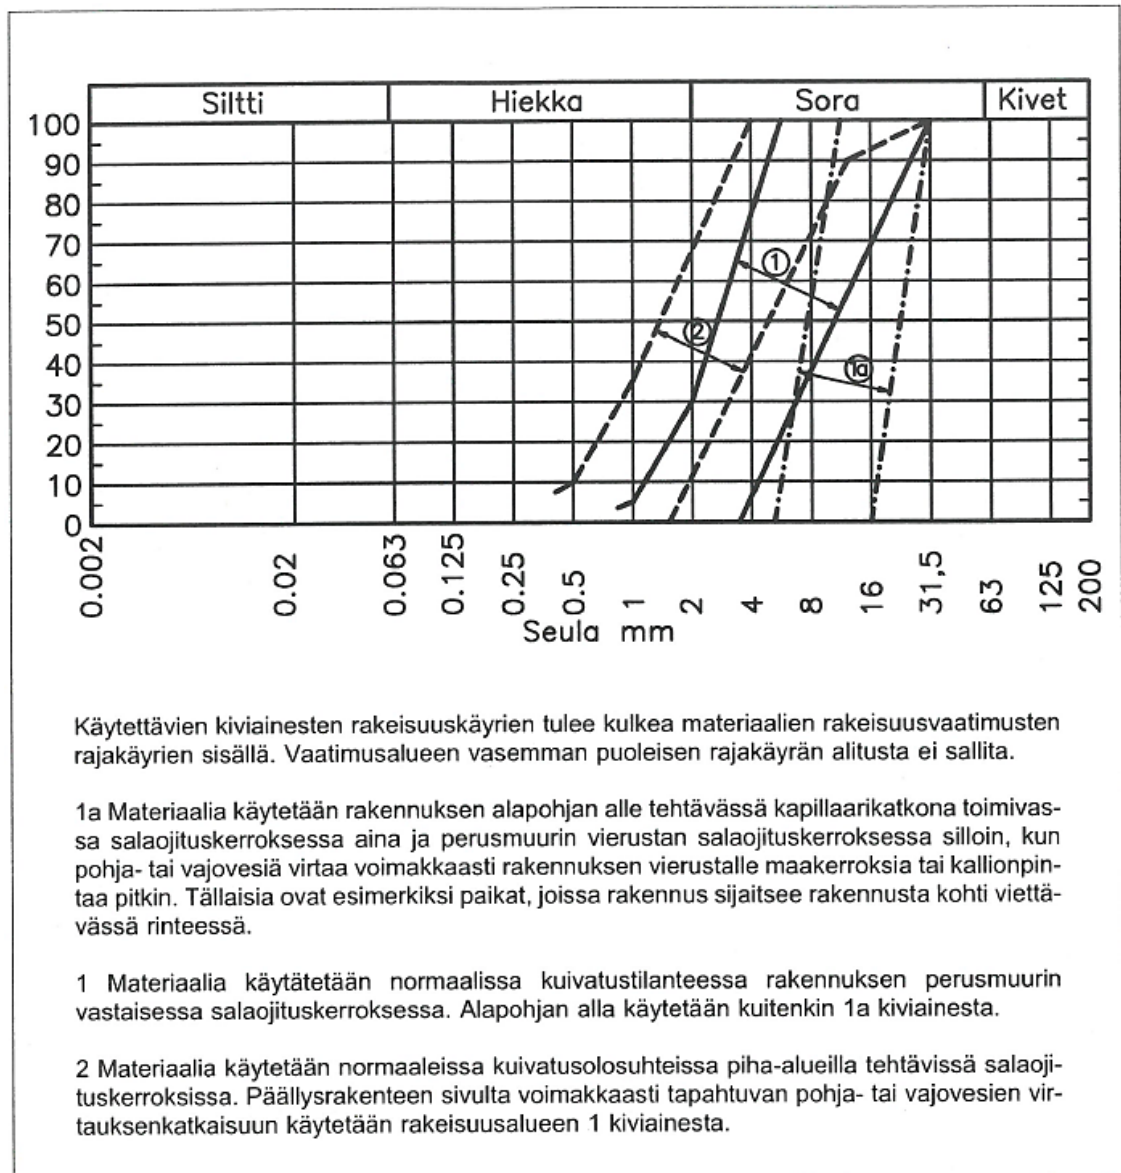 Siltti Hiekka Sora Kivet
100
90
80
70
60
50
40
30
20
10
0
1
2
1a
0.002 0.02 0.063 0.125 0.25 0.5 1 2 4 8 16 31,5 63 125 200
Seula mm
Käytettävien kiviainesten rakeisuuskäyrien tulee kulkea materiaalien rakeisuusvaatimusten
rajakäyrien sisällä. Vaatimusalueen vasemman puoleisen rajakäyrän alitusta ei sallita.
1a Materiaalia käytetään rakennuksen alapohjan alle tehtävässä kapillaarikatkona toimivas-
sa salaojituskerroksessa aina ja perusmuurin vierustan salaojituskerroksessa silloin, kun
pohja- tai vajovesiä virtaa voimakkaasti rakennuksen vierustalle maakerroksia tai kallionpin-
taa pitkin. Tällaisia ovat esimerkiksi paikat, joissa rakennus sijaitsee rakennusta kohti viettä-
vässä rinteessä.
1 Materiaalia käytätetään normaalissa kuivatustilanteessa rakennuksen perusmuurin
vastaisessa salaojituskerroksessa. Alapohjan alla käytetään kuitenkin 1a kiviainesta.
2 Materiaalia käytetään normaaleissa kuivatusolosuhteissa piha-alueilla tehtävissä salaoji-
tuskerroksissa. Päällysrakenteen sivulta voimakkaasti tapahtuvan pohja- tai vajovesien vir-
tauksenkatkaisuun käytetään rakeisuusalueen 1 kiviainesta.